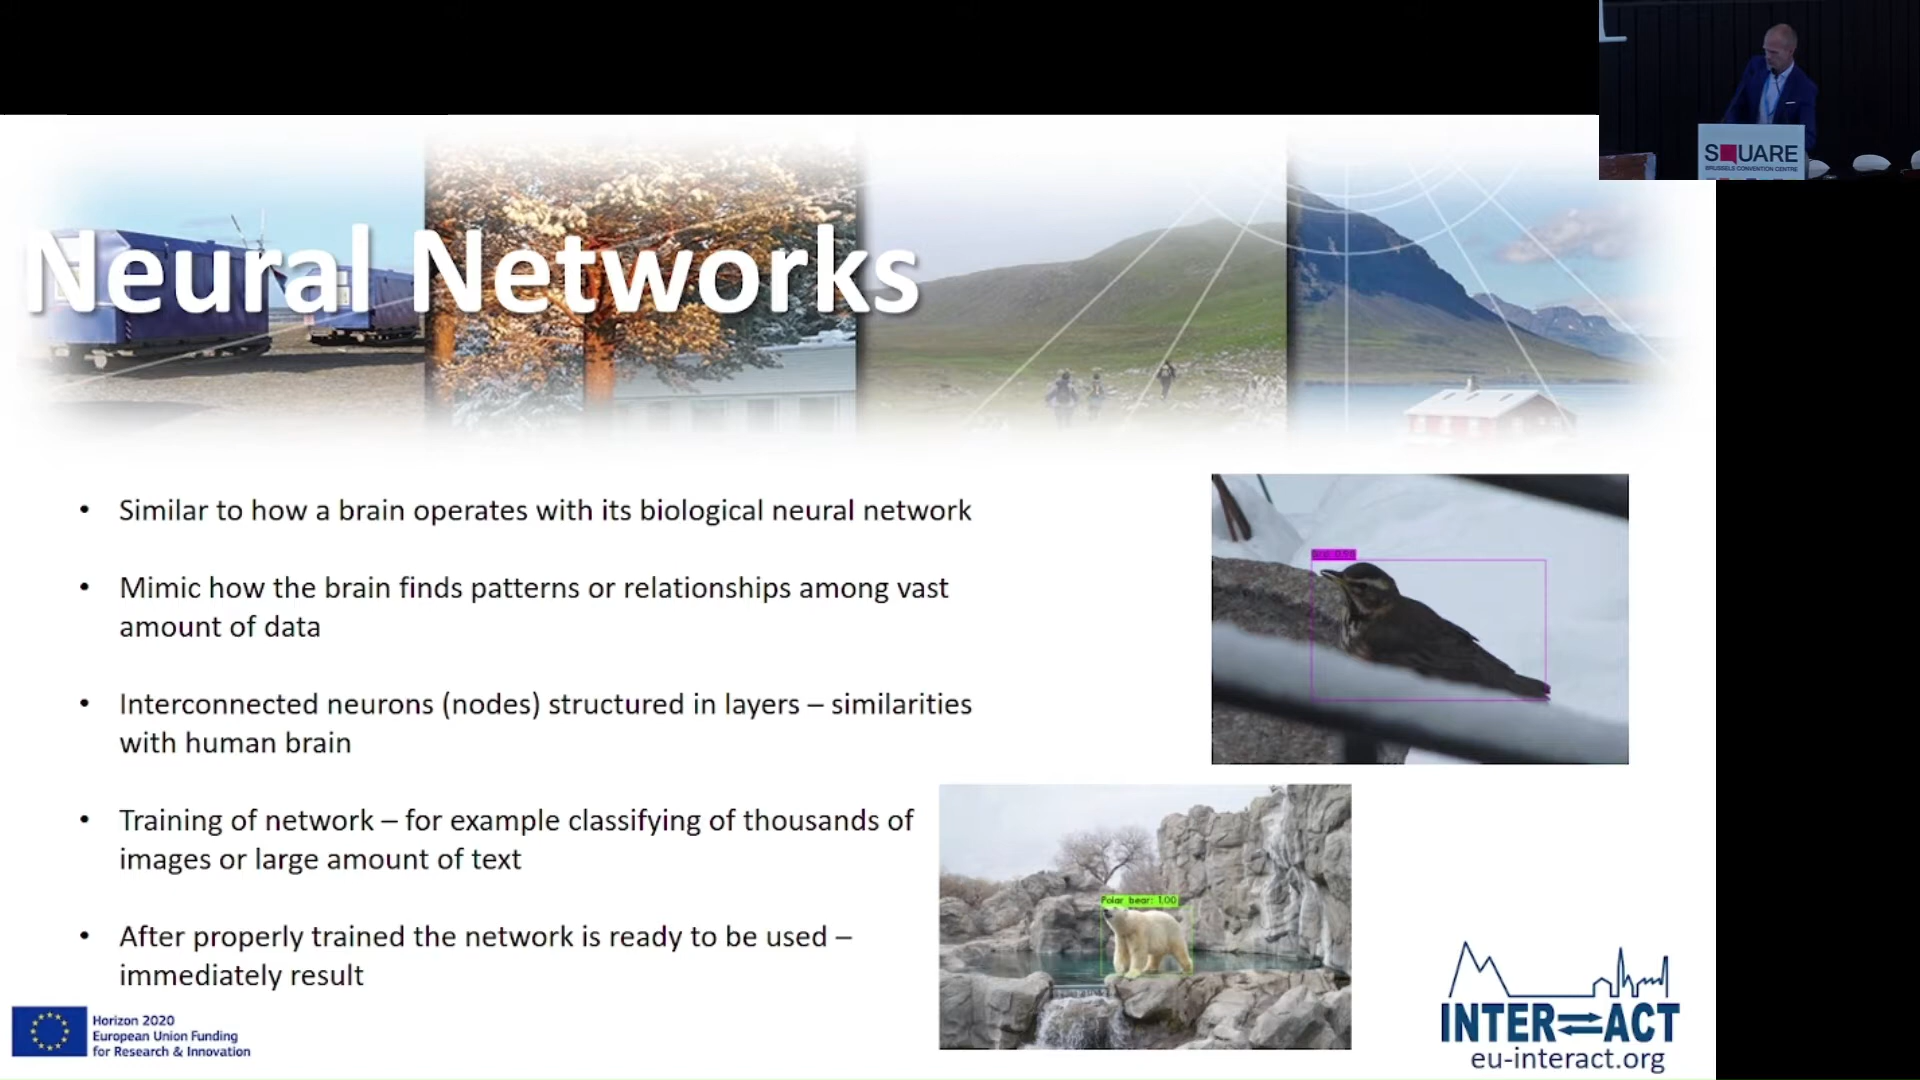 SQUARE
BRUSSELS CONVENTION CENTRE
Neural Networks
• Similar to how a brain operates with its biological neural network
• Mimic how the brain finds patterns or relationships among vast
amount of data
• Interconnected neurons (nodes) structured in layers – similarities
with human brain
• Training of network – for example classifying of thousands of
images or large amount of text
• After properly trained the network is ready to be used –
immediately result
Polar bear: 1.00
Horizon 2020
European Union Funding
for Research & Innovation
INTER ACT
eu-interact.org